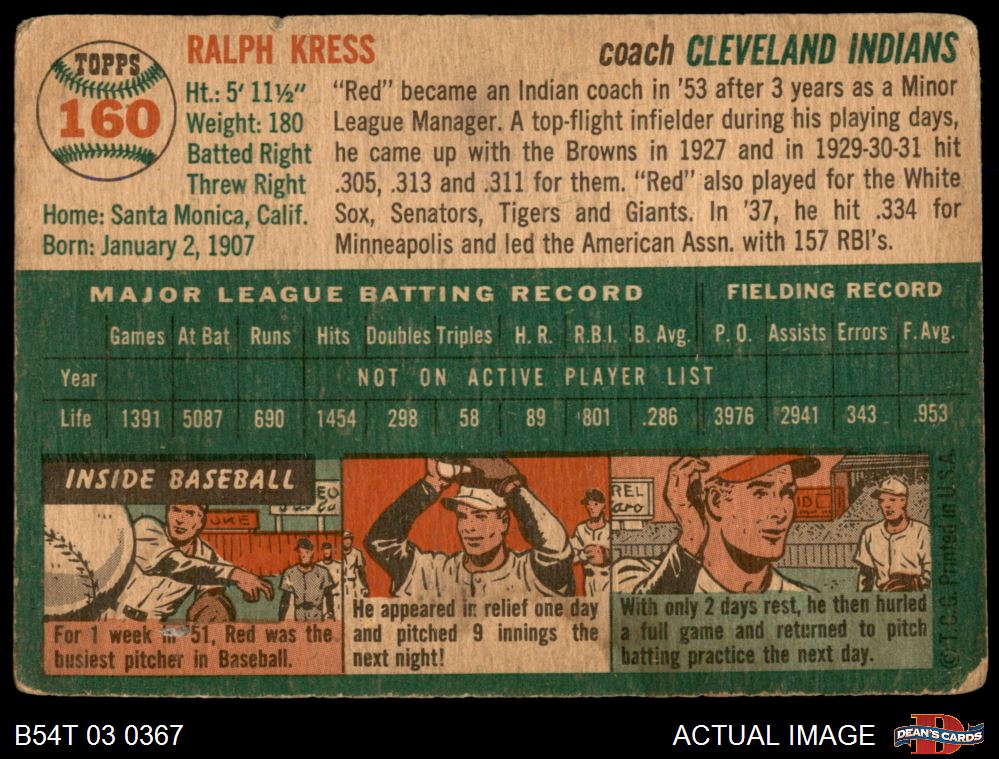 TOPPS
160
RALPH KRESS
coach CLEVELAND INDIANS
Ht.: 5' 11½"
Weight: 180
Batted Right
Threw Right
Home: Santa Monica, Calif.
Born: January 2, 1907
"Red" became an Indian coach in '53 after 3 years as a Minor
League Manager. A top-flight infielder during his playing days,
he came up with the Browns in 1927 and in 1929-30-31 hit
.305, .313 and .311 for them. "Red" also played for the White
Sox, Senators, Tigers and Giants. In '37, he hit .334 for
Minneapolis and led the American Assn. with 157 RBI's.
MAJOR LEAGUE BATTING RECORD FIELDING RECORD
Games At Bat Runs Hits Doubles Triples H. R. R.B.I. B. Avg. P. O. Assists Errors F. Avg.
Year NOT ON ACTIVE PLAYER LIST
Life 1391 5087 690 1454 298 58 89 801 .286 3976 2941 343 .953
INSIDE BASEBALL
For 1 week in '51, Red was the
busiest pitcher in Baseball.
He appeared in relief one day
and pitched 9 innings the
next night!
With only 2 days rest, he then hurled
a full game and returned to pitch
batting practice the next day.
© T.C.G. Printed in U.S.A.
B54T 03 0367
ACTUAL IMAGE
DEAN'S CARDS